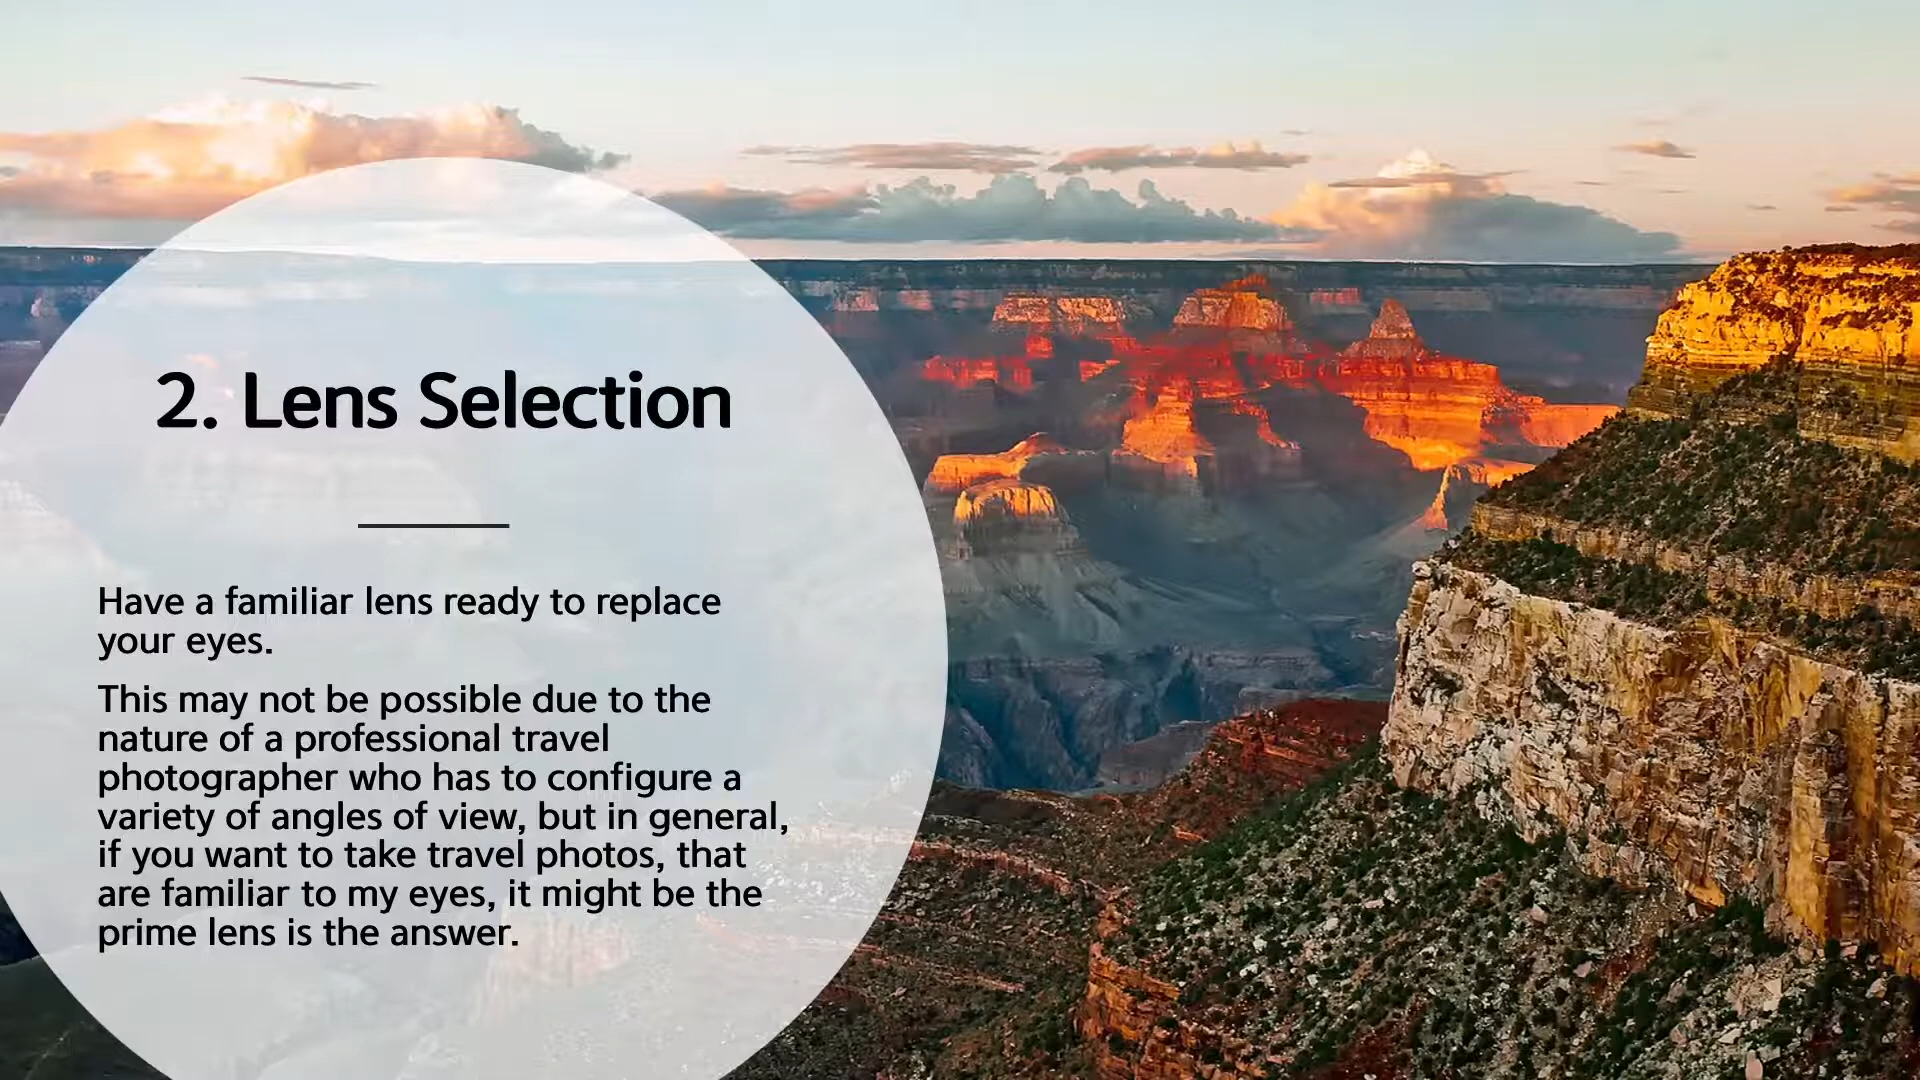 2. Lens Selection
Have a familiar lens ready to replace
your eyes.
This may not be possible due to the
nature of a professional travel
photographer who has to configure a
variety of angles of view, but in general,
if you want to take travel photos, that
are familiar to my eyes, it might be the
prime lens is the answer.